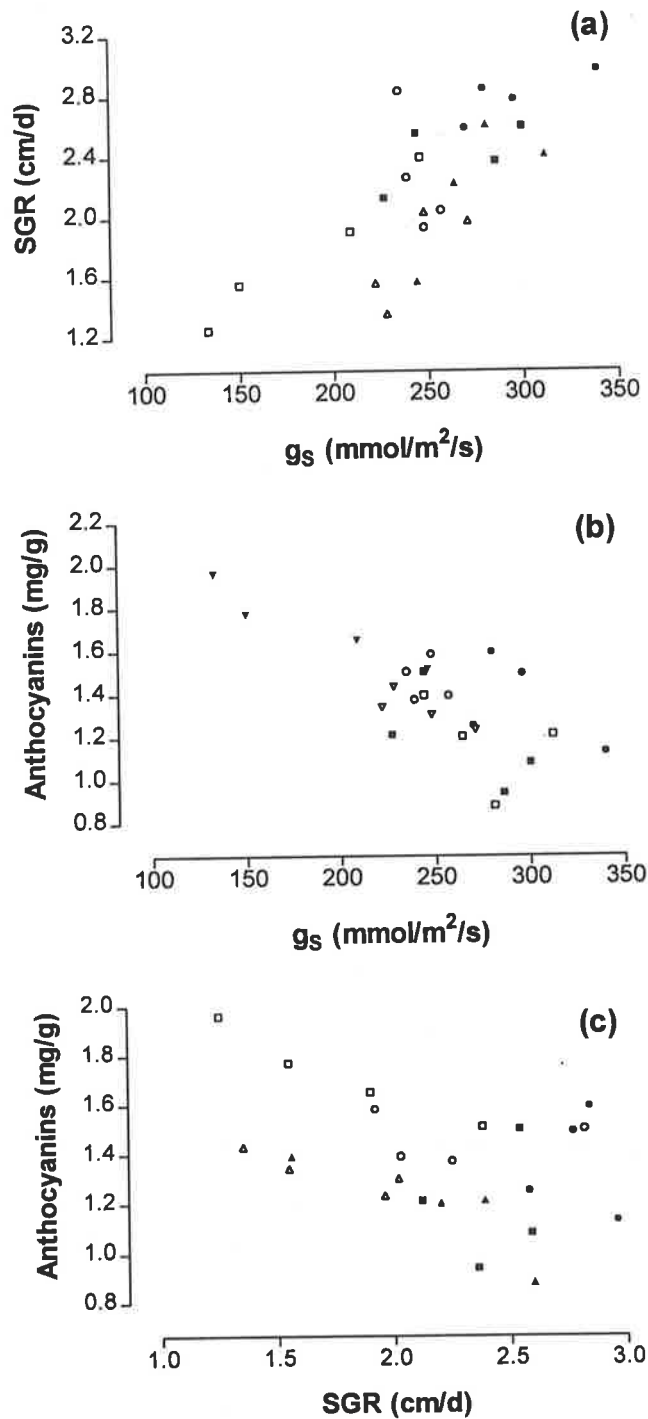 (a)
3.2
2.8
2.4
2.0
1.6
1.2
SGR (cm/d)
100 150 200 250 300 350
gS (mmol/m²/s)
(b)
2.2
2.0
1.8
1.6
1.4
1.2
1.0
0.8
Anthocyanins (mg/g)
100 150 200 250 300 350
gS (mmol/m²/s)
(c)
2.0
1.8
1.6
1.4
1.2
1.0
0.8
Anthocyanins (mg/g)
1.0 1.5 2.0 2.5 3.0
SGR (cm/d)